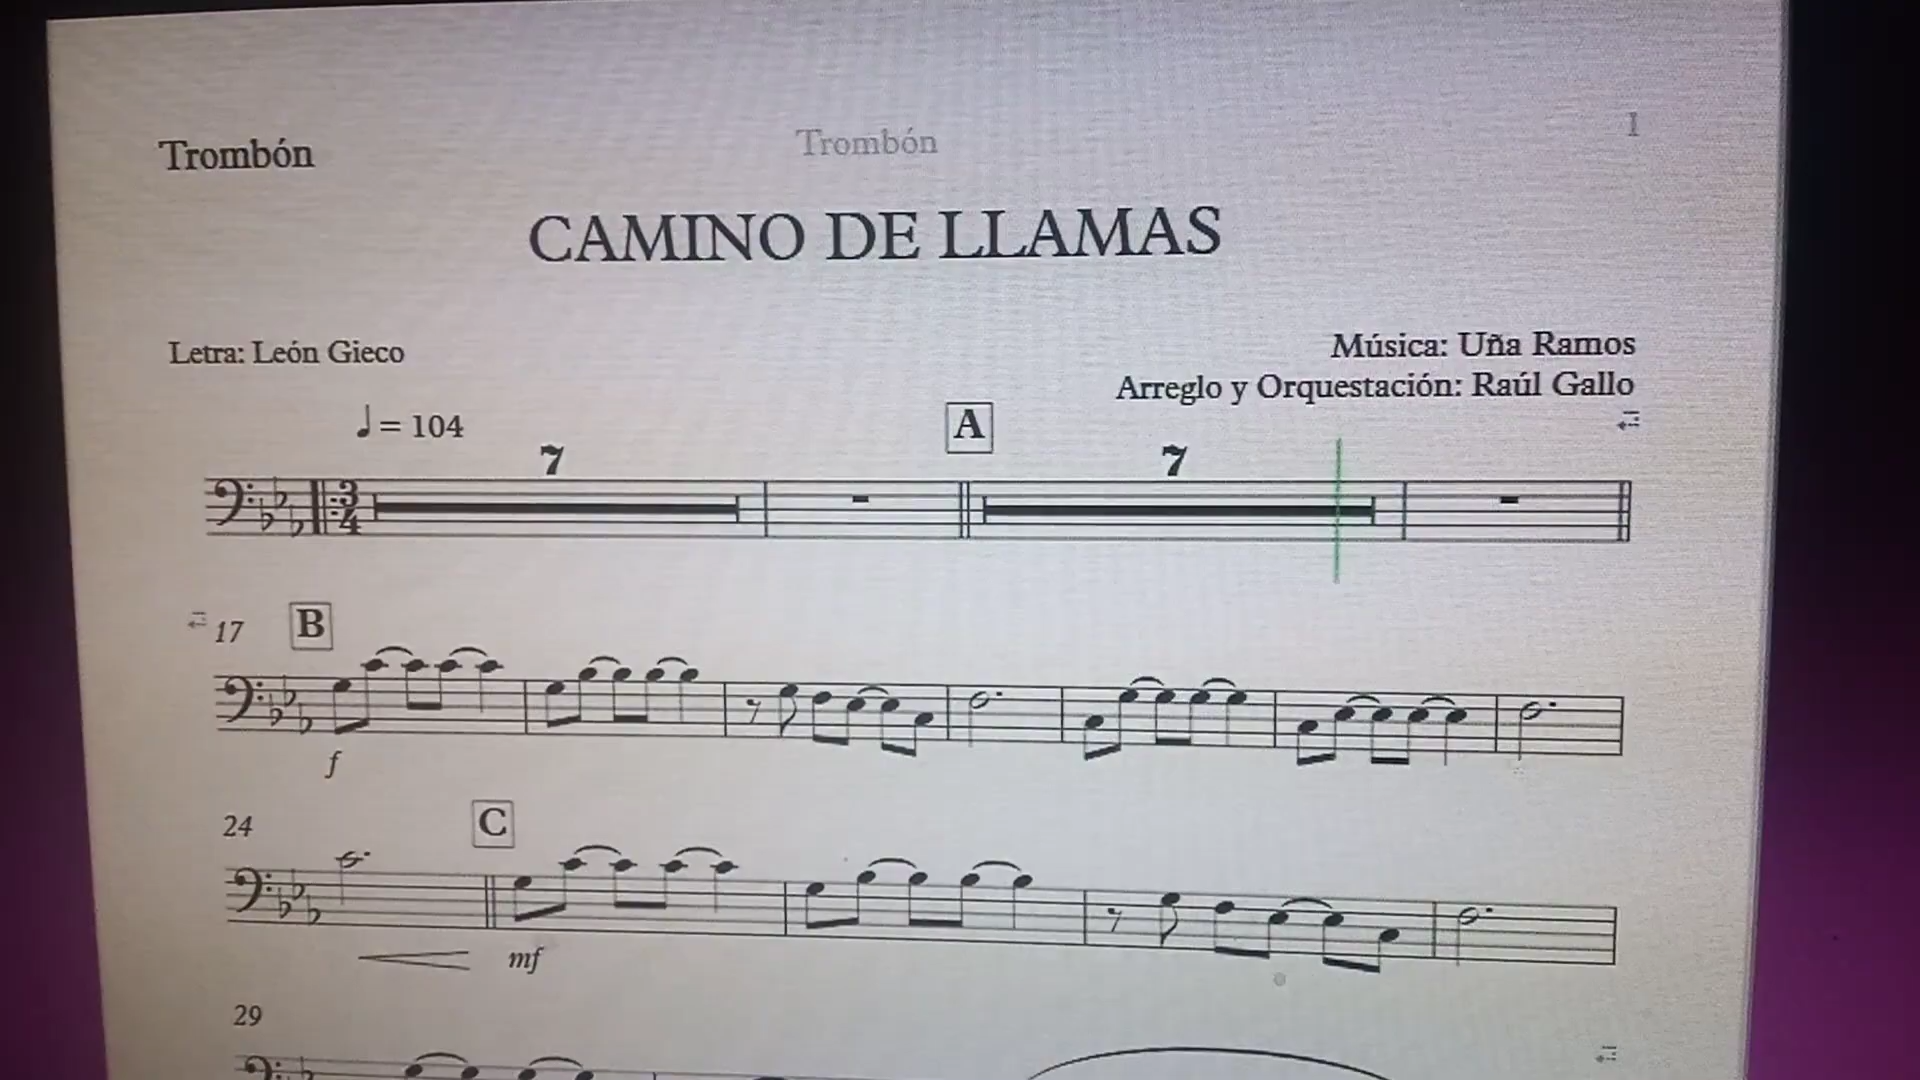 Trombón
Trombón
1
CAMINO DE LLAMAS
Letra: León Gieco
Música: Uña Ramos
Arreglo y Orquestación: Raúl Gallo
♩ = 104
7
A
7
3
4
17
B
f
24
C
mf
29